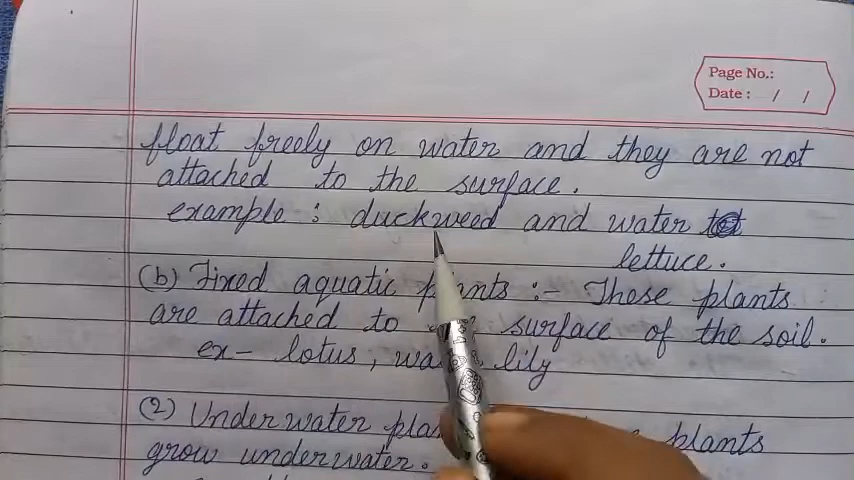 Page No.:
Date : / /
float freely on water and they are not
attached to the surface.
example : duckweed and water
lettuce.
(b) Fixed aquatic plants :- These plants
are attached to surface of the soil.
ex- lotus, lily
(2) Underwater plants
grow underwater.